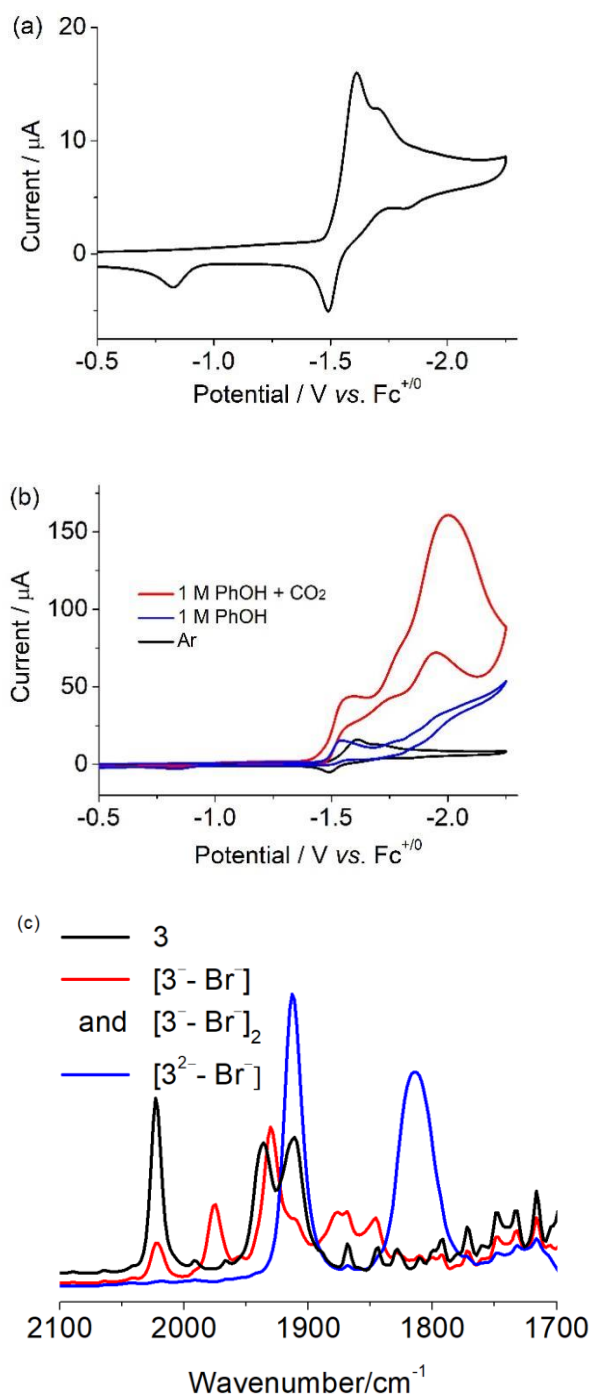 (a)
20
10
0
Current / μA
-0.5 -1.0 -1.5 -2.0
Potential / V vs. Fc⁺/⁰
(b)
150
100
50
0
Current / μA
1 M PhOH + CO₂
1 M PhOH
Ar
-0.5 -1.0 -1.5 -2.0
Potential / V vs. Fc⁺/⁰
(c)
3
[3⁻- Br⁻]
and [3⁻- Br⁻]₂
[3²⁻- Br⁻]
2100 2000 1900 1800 1700
Wavenumber/cm⁻¹